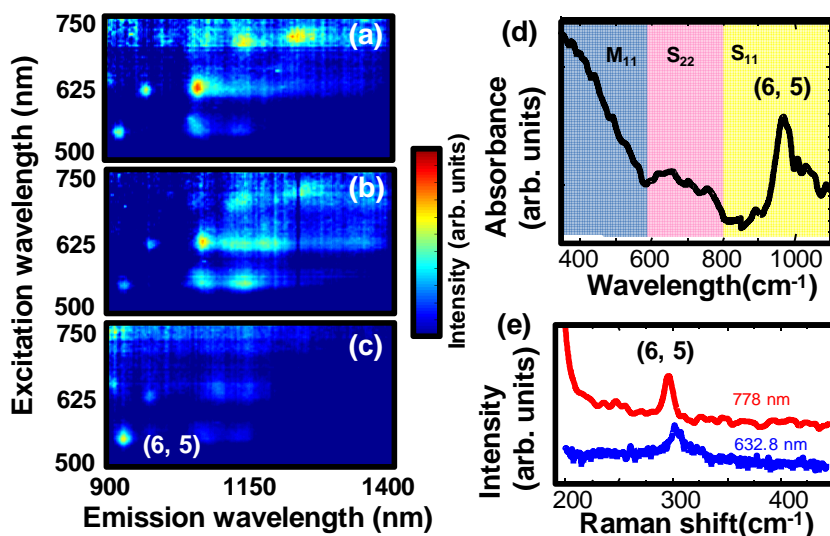 (a)
750
625
500
(b)
750
625
500
(c)
750
625
500
(6, 5)
900 1150 1400
Excitation wavelength (nm)
Emission wavelength (nm)
Intensity (arb. units)
(d)
M11
S22
S11
(6, 5)
Absorbance
(arb. units)
400 600 800 1000
Wavelength(cm-1)
(e)
(6, 5)
778 nm
632.8 nm
Intensity
(arb. units)
200 300 400
Raman shift(cm-1)